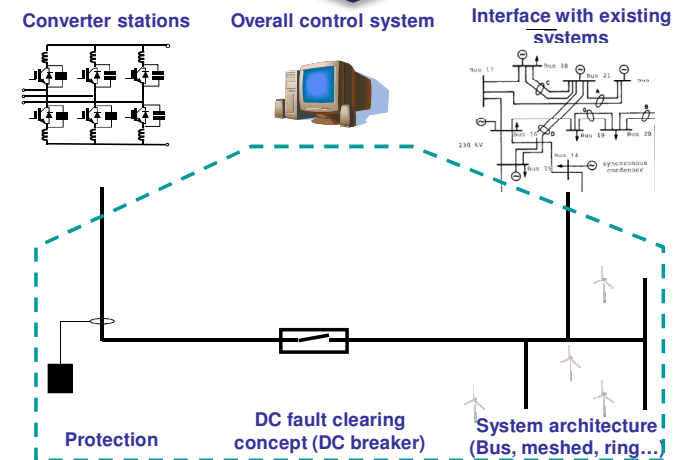 Converter stations
Overall control system
Interface with existing
systems
Bus 17
Bus 18
Bus 21
C
A
B
G
230 kV
Bus 16
D
Bus 19
Bus 20
Bus 15
Bus 14
synchronous
condenser
Protection
DC fault clearing
concept (DC breaker)
System architecture
(Bus, meshed, ring…)